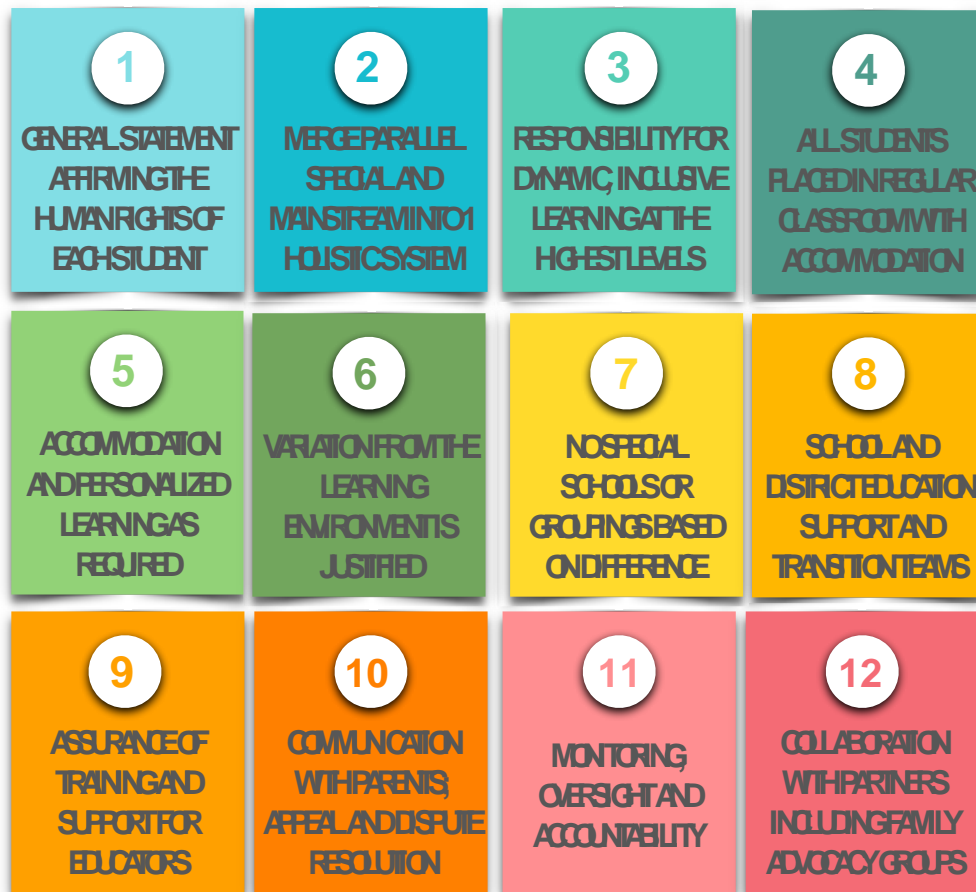 1
GENERAL STATEMENT
AFFIRMING THE
HUMAN RIGHTS OF
EACH STUDENT
2
MERGE PARALLEL
SPECIAL AND
MAINSTREAM INTO 1
HOLISTIC SYSTEM
3
RESPONSIBILITY FOR
DYNAMIC, INCLUSIVE
LEARNING AT THE
HIGHEST LEVELS
4
ALL STUDENTS
PLACED IN REGULAR
CLASSROOM WITH
ACCOMMODATION
5
ACCOMMODATION
AND PERSONALIZED
LEARNING AS
REQUIRED
6
VARIATION FROM THE
LEARNING
ENVIRONMENT IS
JUSTIFIED
7
NO SPECIAL
SCHOOLS OR
GROUPINGS BASED
ON DIFFERENCE
8
SCHOOL AND
DISTRICT EDUCATION
SUPPORT AND
TRANSITION TEAMS
9
ASSURANCE OF
TRAINING AND
SUPPORT FOR
EDUCATORS
10
COMMUNICATION
WITH PARENTS;
APPEAL AND DISPUTE
RESOLUTION
11
MONITORING,
OVERSIGHT AND
ACCOUNTABILITY
12
COLLABORATION
WITH PARTNERS
INCLUDING FAMILY
ADVOCACY GROUPS